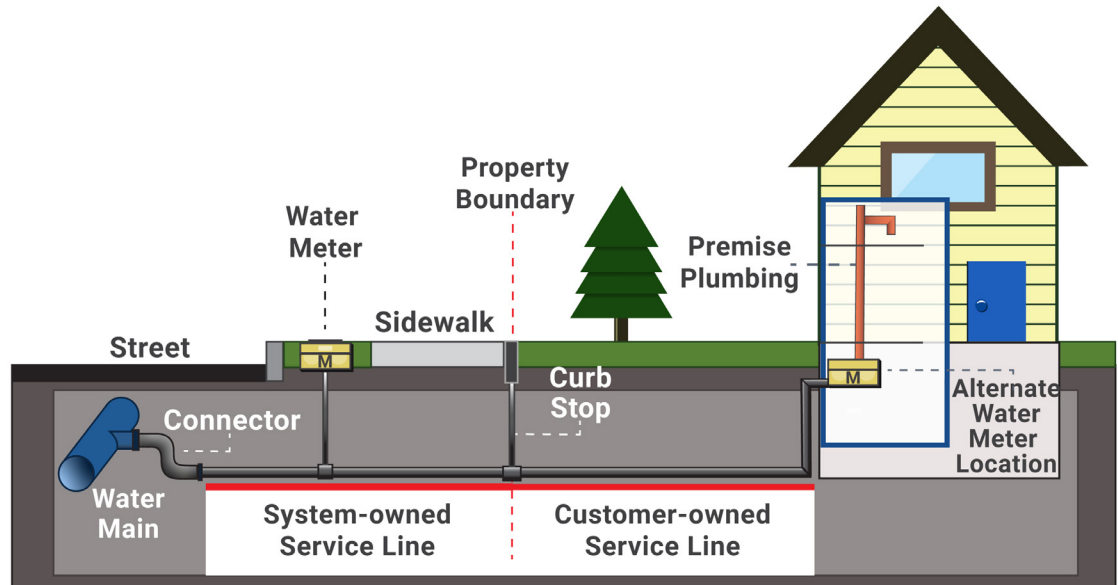 Property
Boundary
Water
Meter
Premise
Plumbing
Sidewalk
Street
M
Curb
Stop
M
Alternate
Water
Meter
Location
Connector
Water
Main
System-owned
Service Line
Customer-owned
Service Line